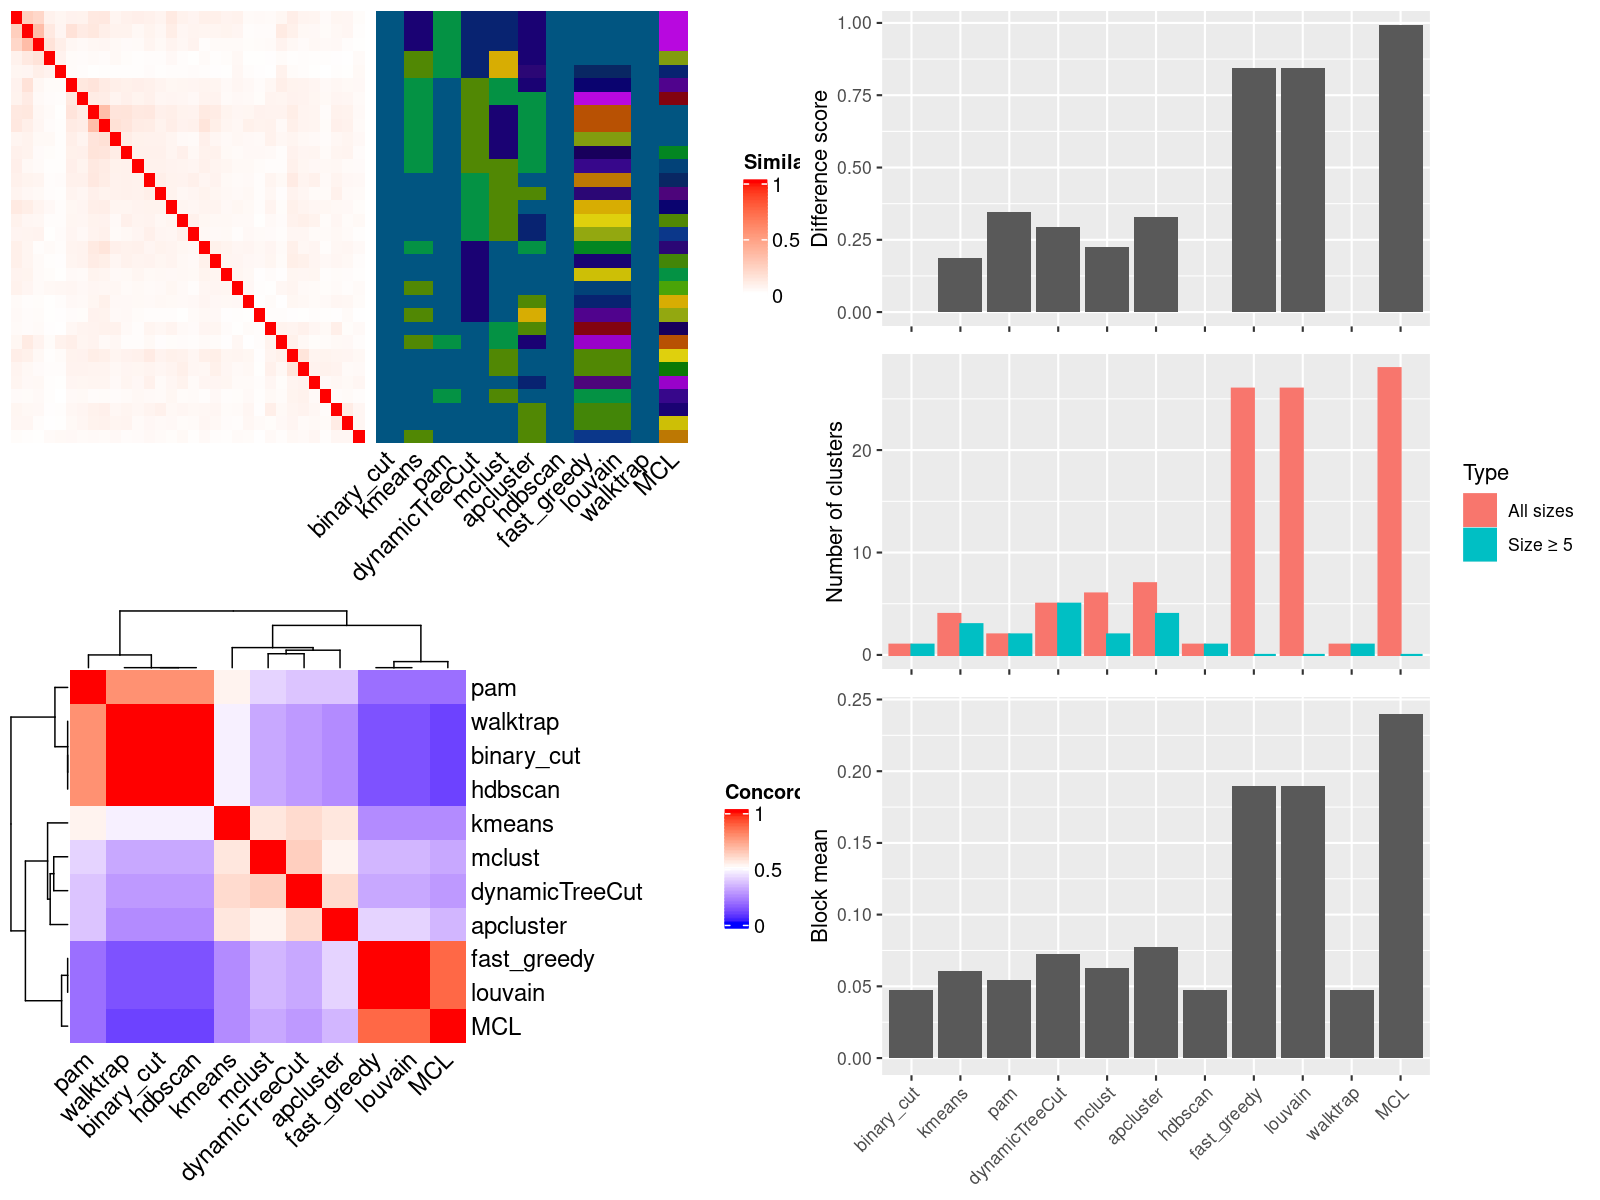 Simila
1
0.5
0
binary_cut
kmeans
pam
dynamicTreeCut
mclust
apcluster
hdbscan
fast_greedy
louvain
walktrap
MCL
pam
walktrap
binary_cut
hdbscan
kmeans
mclust
dynamicTreeCut
apcluster
fast_greedy
louvain
MCL
Concord
1
0.5
0
pam
walktrap
binary_cut
hdbscan
kmeans
mclust
dynamicTreeCut
apcluster
fast_greedy
louvain
MCL
Difference score
1.00
0.75
0.50
0.25
0.00
Number of clusters
20
10
0
Type
All sizes
Size ≥ 5
Block mean
0.25
0.20
0.15
0.10
0.05
0.00
binary_cut
kmeans
pam
dynamicTreeCut
mclust
apcluster
hdbscan
fast_greedy
louvain
walktrap
MCL